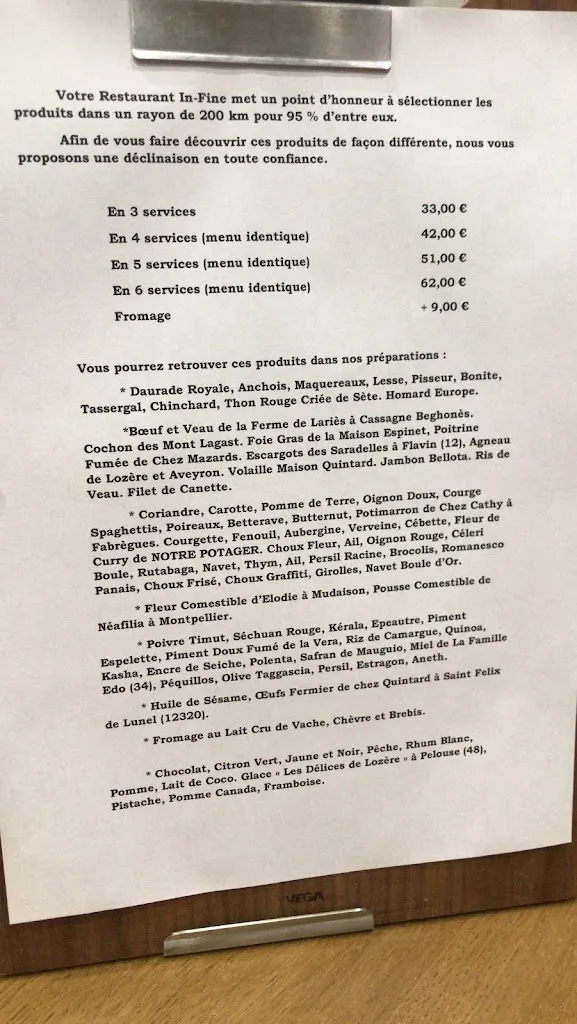 Votre Restaurant In-Fine met un point d'honneur à sélectionner les
produits dans un rayon de 200 km pour 95 % d'entre eux.
Afin de vous faire découvrir ces produits de façon différente, nous vous
proposons une déclinaison en toute confiance.
En 3 services 33,00 €
En 4 services (menu identique) 42,00 €
En 5 services (menu identique) 51,00 €
En 6 services (menu identique) 62,00 €
Fromage + 9,00 €
Vous pourrez retrouver ces produits dans nos préparations :
* Daurade Royale, Anchois, Maquereaux, Lesse, Pisseur, Bonite,
Tassergal, Chinchard, Thon Rouge Criée de Sète. Homard Europe.
*Bœuf et Veau de la Ferme de Lariès à Cassagne Beghonès.
Cochon des Mont Lagast. Foie Gras de la Maison Espinet, Poitrine
Fumée de Chez Mazards. Escargots des Saradelles à Flavin (12), Agneau
de Lozère et Aveyron. Volaille Maison Quintard. Jambon Bellota. Ris de
Veau. Filet de Canette.
* Coriandre, Carotte, Pomme de Terre, Oignon Doux, Courge
Spaghettis, Poireaux, Betterave, Butternut, Potimarron de Chez Cathy à
Fabrègues. Courgette, Fenouil, Aubergine, Verveine, Cébette, Fleur de
Curry de NOTRE POTAGER. Choux Fleur, Ail, Oignon Rouge, Céleri
Boule, Rutabaga, Navet, Thym, Ail, Persil Racine, Brocolis, Romanesco
Panais, Choux Frisé, Choux Graffiti, Girolles, Navet Boule d'Or.
* Fleur Comestible d'Elodie à Mudaison, Pousse Comestible de
Néafilia à Montpellier.
* Poivre Timut, Séchuan Rouge, Kérala, Epeautre, Piment
Espelette, Piment Doux Fumé de la Vera, Riz de Camargue, Quinoa,
Kasha, Encre de Seiche, Polenta, Safran de Mauguio, Miel de La Famille
Edo (34), Péquillos, Olive Taggascia, Persil, Estragon, Aneth.
* Huile de Sésame, Œufs Fermier de chez Quintard à Saint Felix
de Lunel (12320).
* Fromage au Lait Cru de Vache, Chèvre et Brebis.
* Chocolat, Citron Vert, Jaune et Noir, Pêche, Rhum Blanc,
Pomme, Lait de Coco. Glace « Les Délices de Lozère » à Pelouse (48),
Pistache, Pomme Canada, Framboise.
VEGA